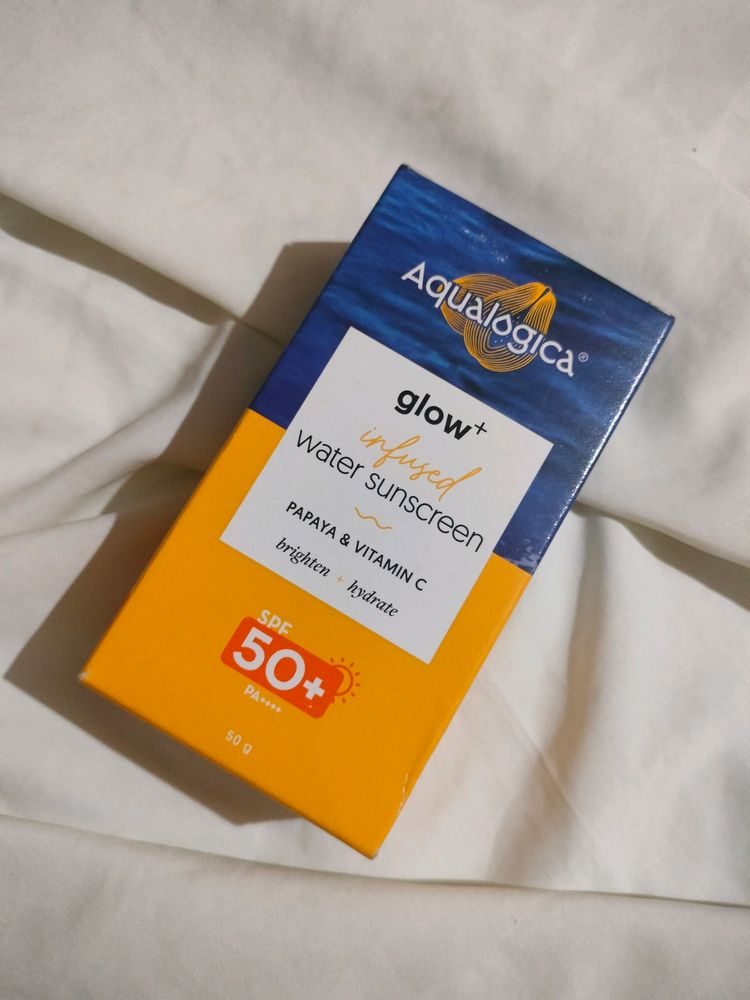 Aqualogica®
glow+
infused
water sunscreen
PAPAYA & VITAMIN C
brighten + hydrate
SPF
50+
PA++++
50 g